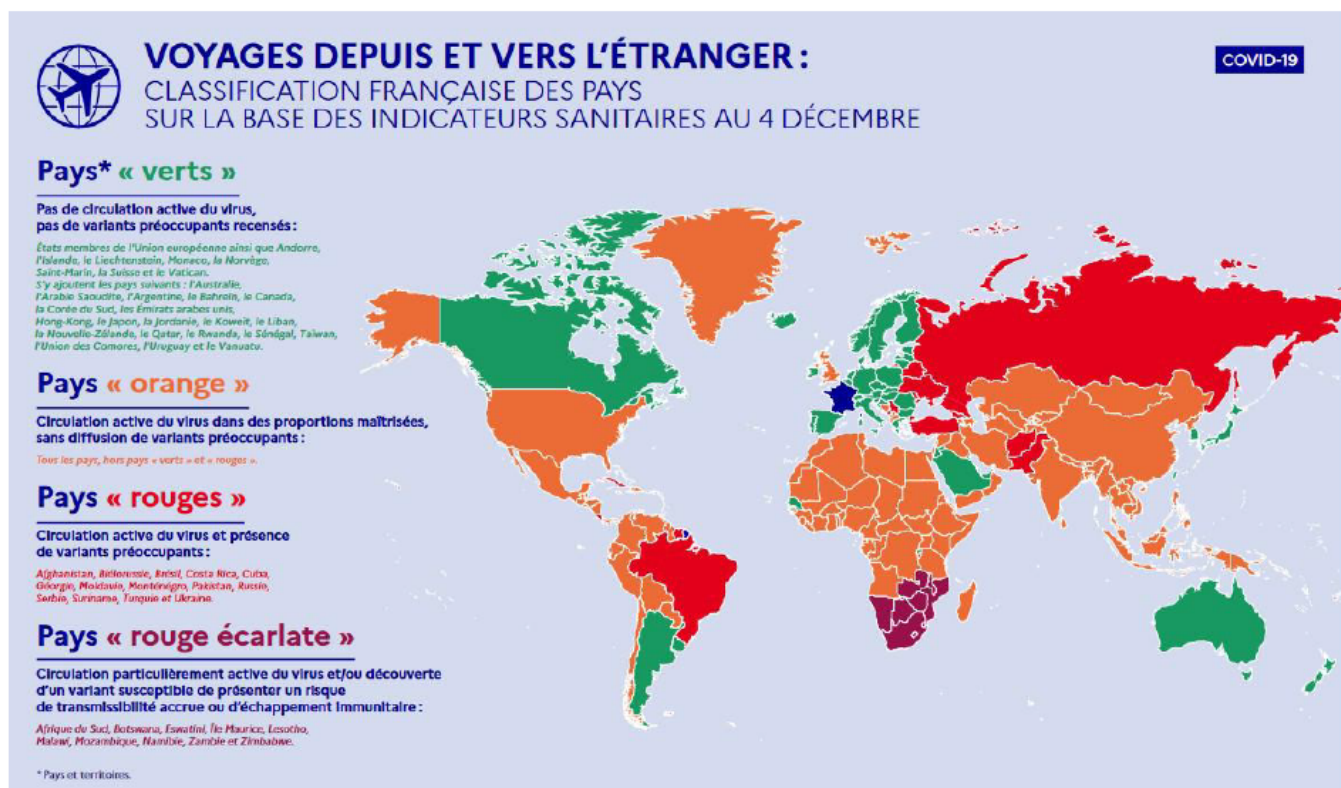 VOYAGES DEPUIS ET VERS L'ÉTRANGER :
CLASSIFICATION FRANÇAISE DES PAYS
SUR LA BASE DES INDICATEURS SANITAIRES AU 4 DÉCEMBRE
COVID-19
Pays* « verts »
Pas de circulation active du virus,
pas de variants préoccupants recensés :
États membres de l'Union européenne ainsi que Andorre,
l'Islande, le Liechtenstein, Monaco, la Norvège,
Saint-Marin, la Suisse et le Vatican.
S'y ajoutent les pays suivants : l'Australie,
l'Arabie Saoudite, l'Argentine, le Bahreïn, le Canada,
la Corée du Sud, les Émirats arabes unis,
Hong-Kong, le Japon, la Jordanie, le Koweït, le Liban,
la Nouvelle-Zélande, le Qatar, le Rwanda, le Sénégal, Taiwan,
l'Union des Comores, l'Uruguay et le Vanuatu.
Pays « orange »
Circulation active du virus dans des proportions maîtrisées,
sans diffusion de variants préoccupants :
Tous les pays, hors pays « verts » et « rouges ».
Pays « rouges »
Circulation active du virus et présence
de variants préoccupants :
Afghanistan, Biélorussie, Brésil, Costa Rica, Cuba,
Géorgie, Moldavie, Monténégro, Pakistan, Russie,
Serbie, Suriname, Turquie et Ukraine.
Pays « rouge écarlate »
Circulation particulièrement active du virus et/ou découverte
d'un variant susceptible de présenter un risque
de transmissibilité accrue ou d'échappement immunitaire :
Afrique du Sud, Botswana, Eswatini, Île Maurice, Lesotho,
Malawi, Mozambique, Namibie, Zambie et Zimbabwe.
* Pays et territoires.